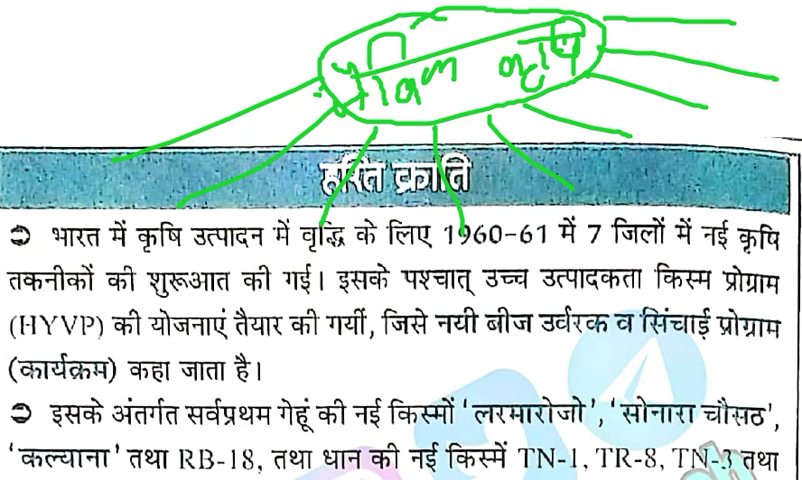 हरित क्रांति
➲ भारत में कृषि उत्पादन में वृद्धि के लिए 1960-61 में 7 जिलों में नई कृषि
तकनीकों की शुरूआत की गई। इसके पश्चात् उच्च उत्पादकता किस्म प्रोग्राम
(HYVP) की योजनाएं तैयार की गयीं, जिसे नयी बीज उर्वरक व सिंचाई प्रोग्राम
(कार्यक्रम) कहा जाता है।
➲ इसके अंतर्गत सर्वप्रथम गेहूं की नई किस्मों 'लरमारोजो', 'सोनारा चौसठ',
'कल्याना' तथा RB-18, तथा धान की नई किस्में TN-1, TR-8, TN-3 तथा